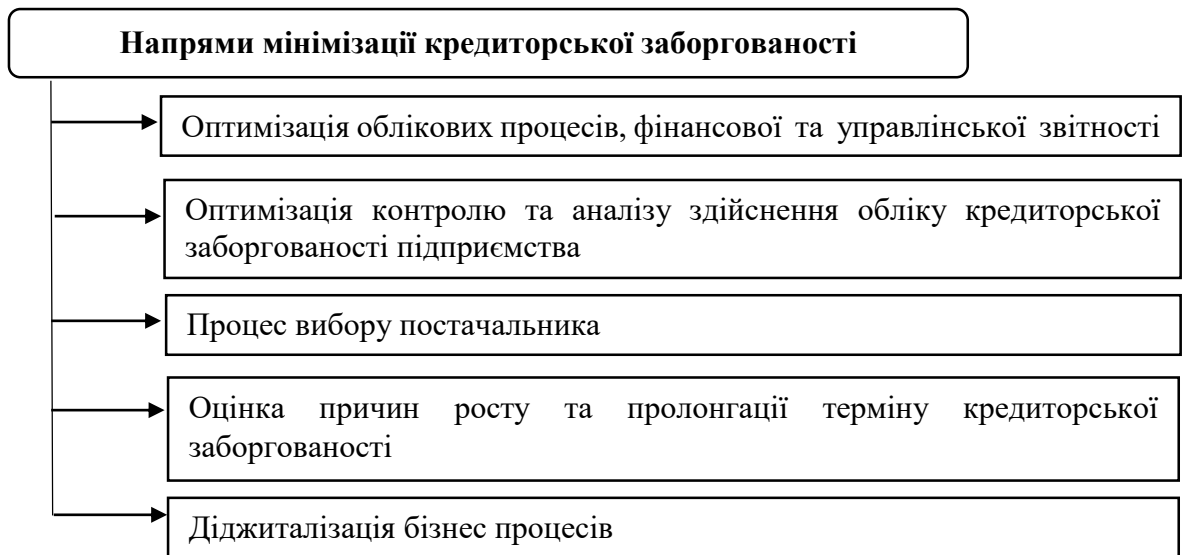 Напрями мінімізації кредиторської заборгованості
Оптимізація облікових процесів, фінансової та управлінської звітності
Оптимізація контролю та аналізу здійснення обліку кредиторської
заборгованості підприємства
Процес вибору постачальника
Оцінка причин росту та пролонгації терміну кредиторської
заборгованості
Діджиталізація бізнес процесів